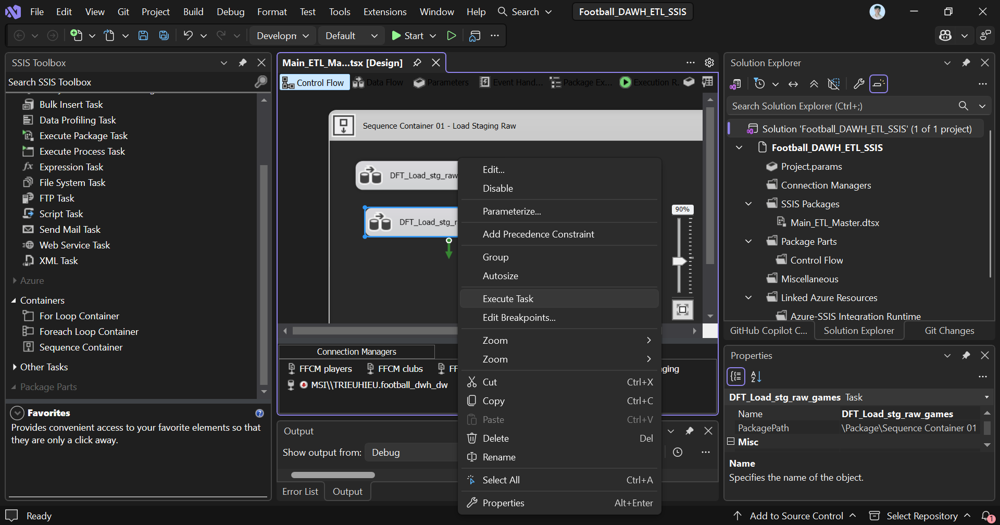 File Edit View Git Project Build Debug Format Test Tools Extensions Window Help Search Football_DAWH_ETL_SSIS
Developm Default Start
SSIS Toolbox
Search SSIS Toolbox
Bulk Insert Task
Data Profiling Task
Execute Package Task
Execute Process Task
Expression Task
File System Task
FTP Task
Script Task
Send Mail Task
Web Service Task
XML Task
Azure
Containers
For Loop Container
Foreach Loop Container
Sequence Container
Other Tasks
Package Parts
Favorites
Provides convenient access to your favorite elements so that
they are only a click away.
Main_ETL_Ma...tsx [Design]
Control Flow Data Flow Parameters Event Hand... Package Ex... Execution R.
Sequence Container 01 - Load Staging Raw
DFT_Load_stg_raw
DFT_Load_stg_r
90%
Edit...
Disable
Parameterize...
Add Precedence Constraint
Group
Autosize
Execute Task
Edit Breakpoints...
Zoom
Zoom
Cut Ctrl+X
Copy Ctrl+C
Paste Ctrl+V
Delete Del
Rename
Select All Ctrl+A
Properties Alt+Enter
Connection Managers
FFCM players FFCM clubs FF ging
MSI\\TRIEUHIEU.football_dwh_dw
Output
Show output from: Debug
Error List Output
Solution Explorer
Search Solution Explorer (Ctrl+;)
Solution 'Football_DAWH_ETL_SSIS' (1 of 1 project)
Football_DAWH_ETL_SSIS
Project.params
Connection Managers
SSIS Packages
Main_ETL_Master.dtsx
Package Parts
Control Flow
Miscellaneous
Linked Azure Resources
Azure-SSIS Integration Runtime
GitHub Copilot C... Solution Explorer Git Changes
Properties
DFT_Load_stg_raw_games Task
Name DFT_Load_stg_raw_games
PackagePath \Package\Sequence Container 01
Misc
Name
Specifies the name of the object.
Ready Add to Source Control Select Repository 1